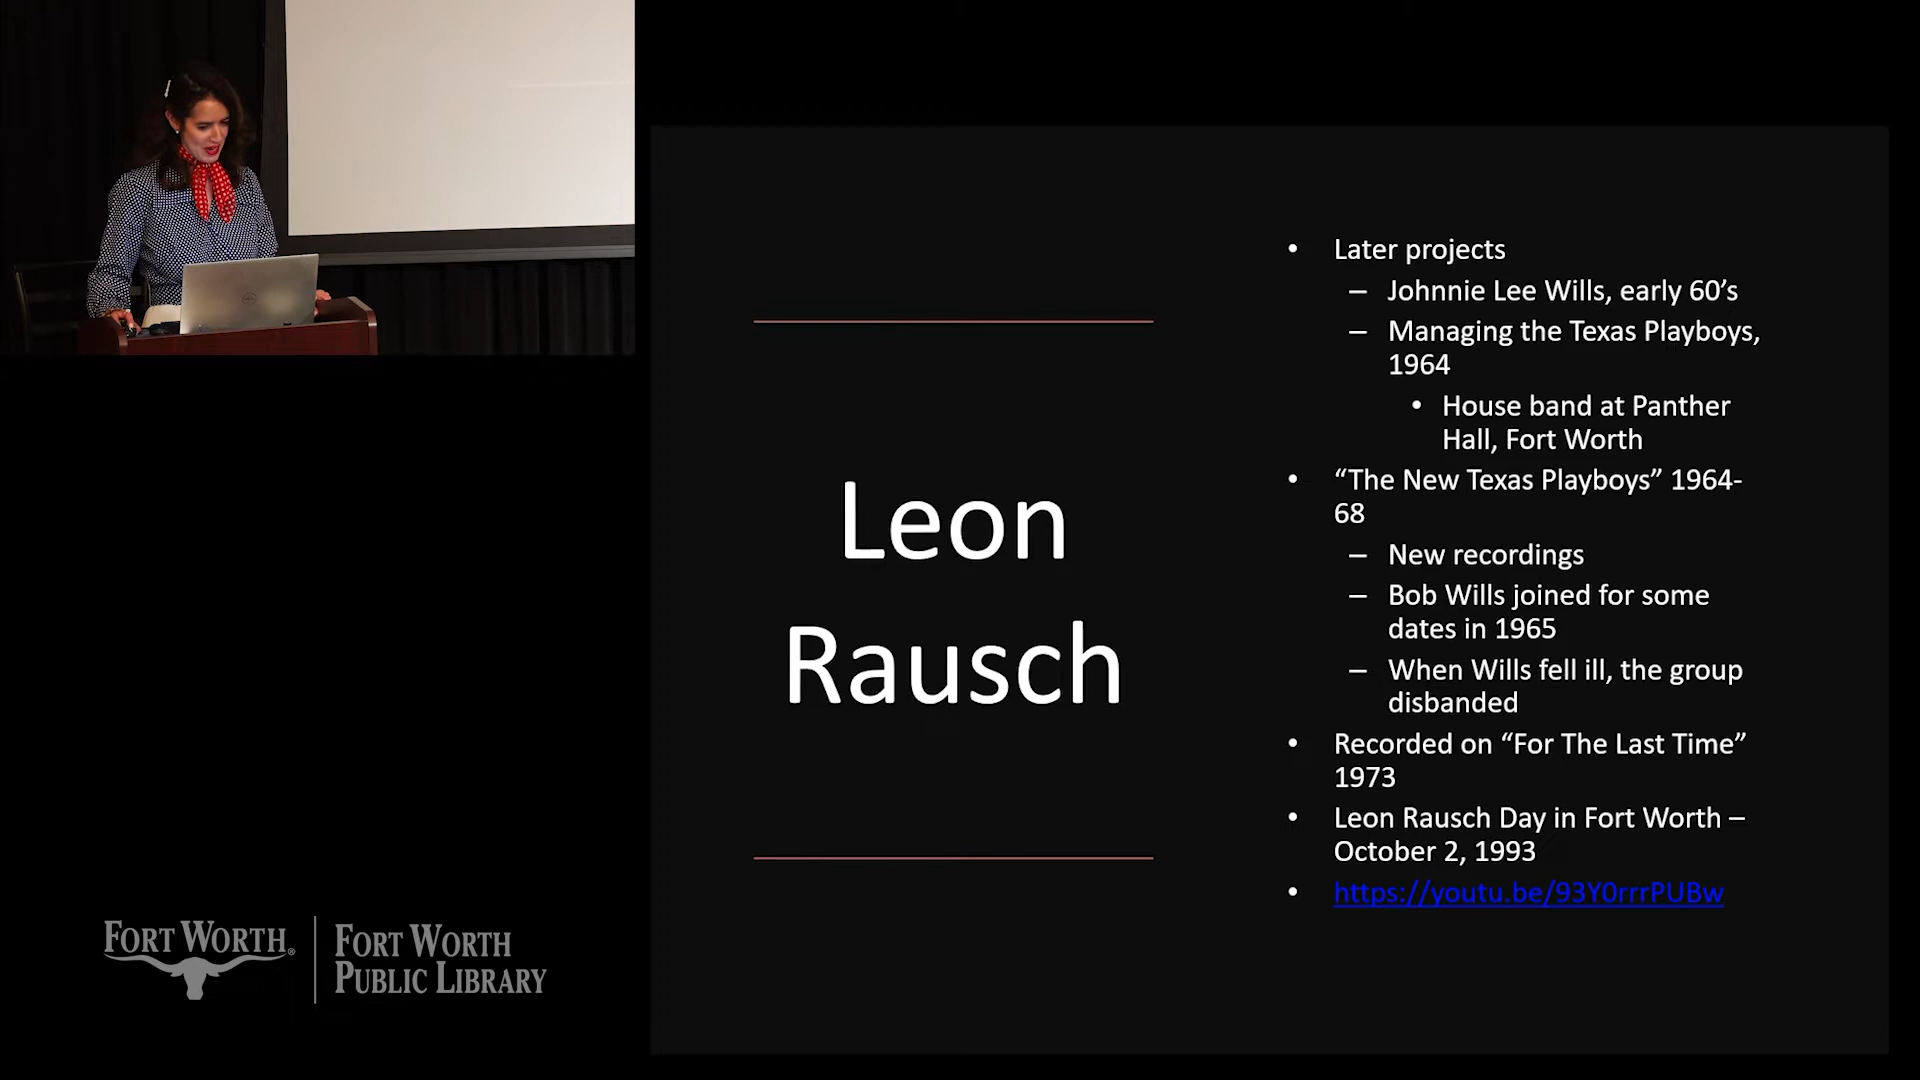 Leon
Rausch
• Later projects
– Johnnie Lee Wills, early 60’s
– Managing the Texas Playboys,
1964
• House band at Panther
Hall, Fort Worth
• “The New Texas Playboys” 1964-
68
– New recordings
– Bob Wills joined for some
dates in 1965
– When Wills fell ill, the group
disbanded
• Recorded on “For The Last Time”
1973
• Leon Rausch Day in Fort Worth –
October 2, 1993
• https://youtu.be/93Y0rrrPUBw
FORT WORTH®
FORT WORTH
PUBLIC LIBRARY